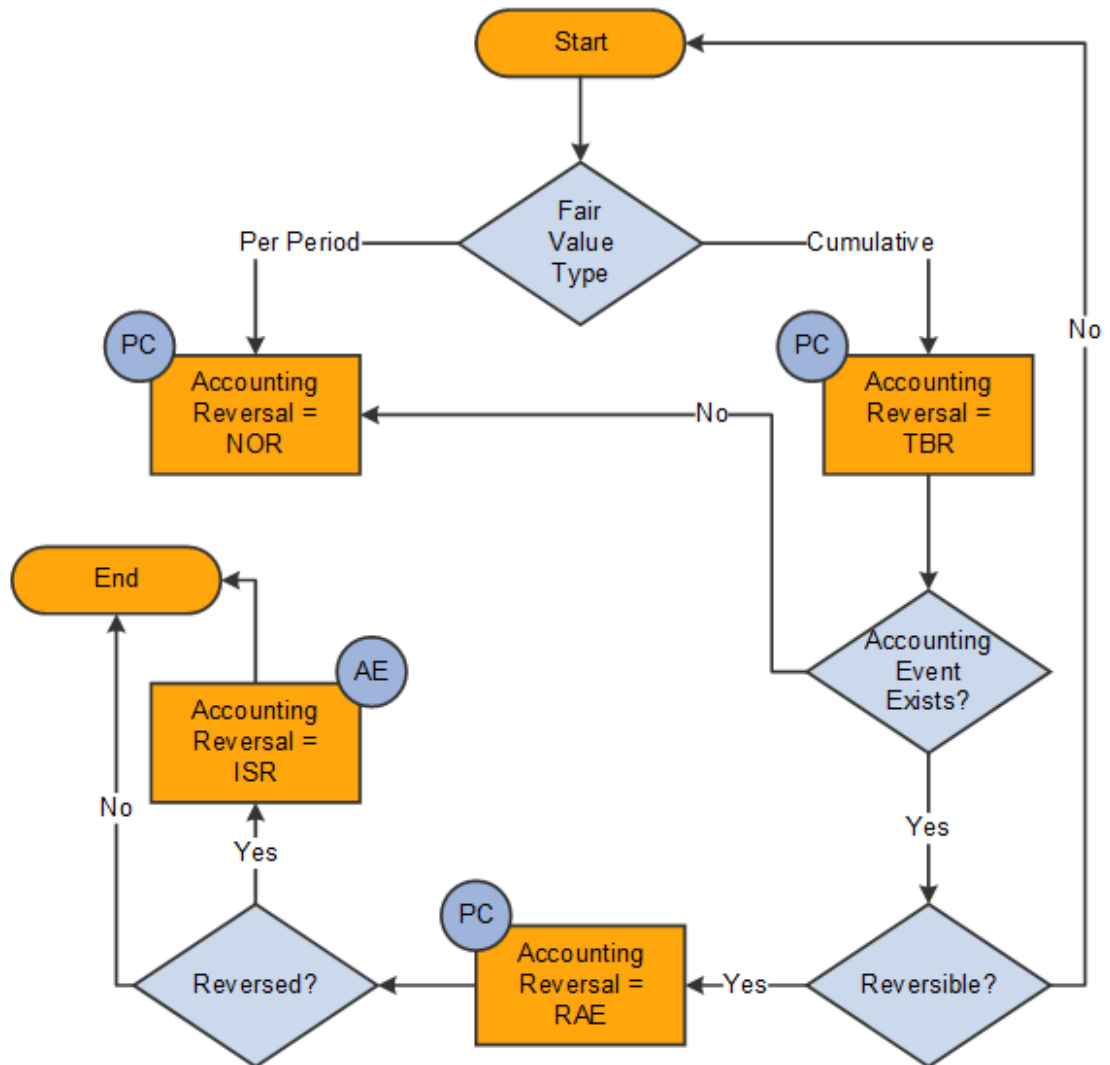 Start
Fair
Value
Type
Per Period
Cumulative
No
PC
Accounting
Reversal =
NOR
No
PC
Accounting
Reversal =
TBR
End
Accounting
Event
Exists?
AE
Accounting
Reversal =
ISR
No
Yes
Yes
Reversed?
PC
Accounting
Reversal =
RAE
Yes
Reversible?